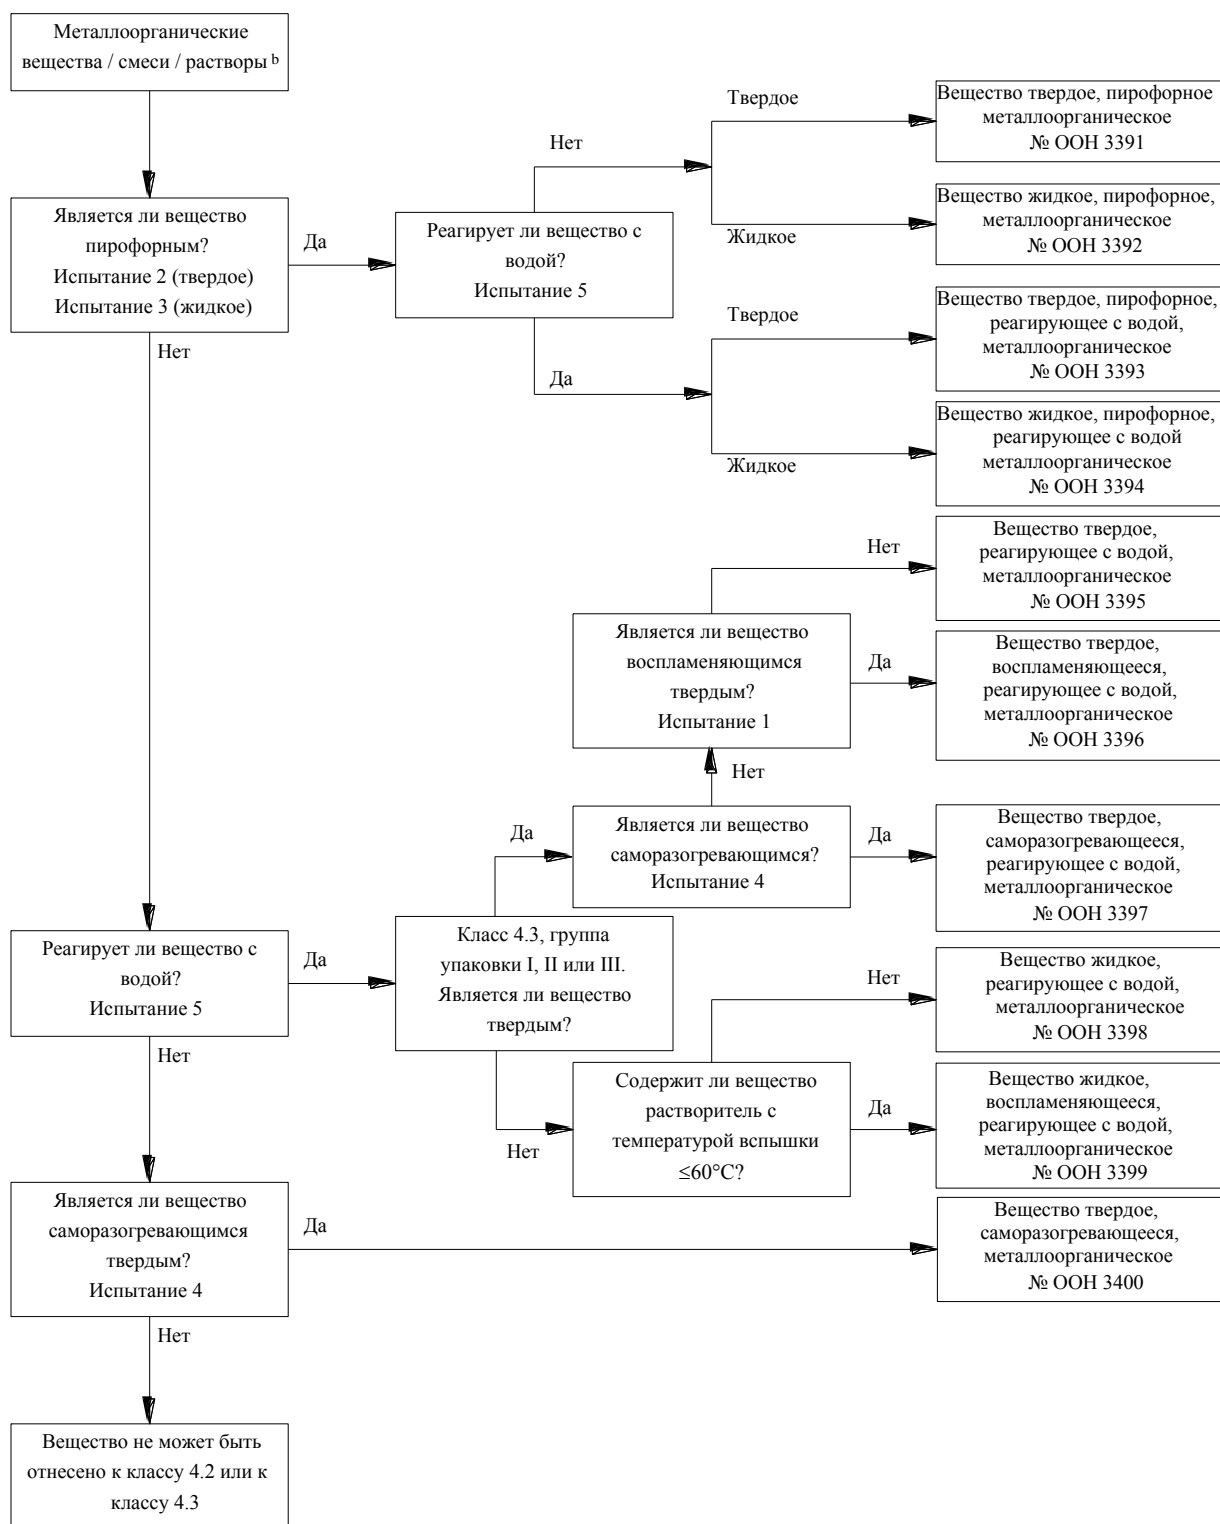 Металлоорганические
вещества / смеси / растворы b
Является ли вещество
пирофорным?
Испытание 2 (твердое)
Испытание 3 (жидкое)
Да
Нет
Реагирует ли вещество с
водой?
Испытание 5
Нет
Да
Твердое
Жидкое
Твердое
Жидкое
Вещество твердое, пирофорное
металлоорганическое
№ ООН 3391
Вещество жидкое, пирофорное,
металлоорганическое
№ ООН 3392
Вещество твердое, пирофорное,
реагирующее с водой,
металлоорганическое
№ ООН 3393
Вещество жидкое, пирофорное,
реагирующее с водой
металлоорганическое
№ ООН 3394
Реагирует ли вещество с
водой?
Испытание 5
Да
Нет
Класс 4.3, группа
упаковки I, II или III.
Является ли вещество
твердым?
Да
Нет
Является ли вещество
саморазогревающимся?
Испытание 4
Нет
Да
Является ли вещество
воспламеняющимся
твердым?
Испытание 1
Нет
Да
Вещество твердое,
реагирующее с водой,
металлоорганическое
№ ООН 3395
Вещество твердое,
воспламеняющееся,
реагирующее с водой,
металлоорганическое
№ ООН 3396
Вещество твердое,
саморазогревающееся,
реагирующее с водой,
металлоорганическое
№ ООН 3397
Содержит ли вещество
растворитель с
температурой вспышки
≤60°C?
Нет
Да
Вещество жидкое,
реагирующее с водой,
металлоорганическое
№ ООН 3398
Вещество жидкое,
воспламеняющееся,
реагирующее с водой,
металлоорганическое
№ ООН 3399
Является ли вещество
саморазогревающимся
твердым?
Испытание 4
Да
Нет
Вещество твердое,
саморазогревающееся,
металлоорганическое
№ ООН 3400
Вещество не может быть
отнесено к классу 4.2 или к
классу 4.3